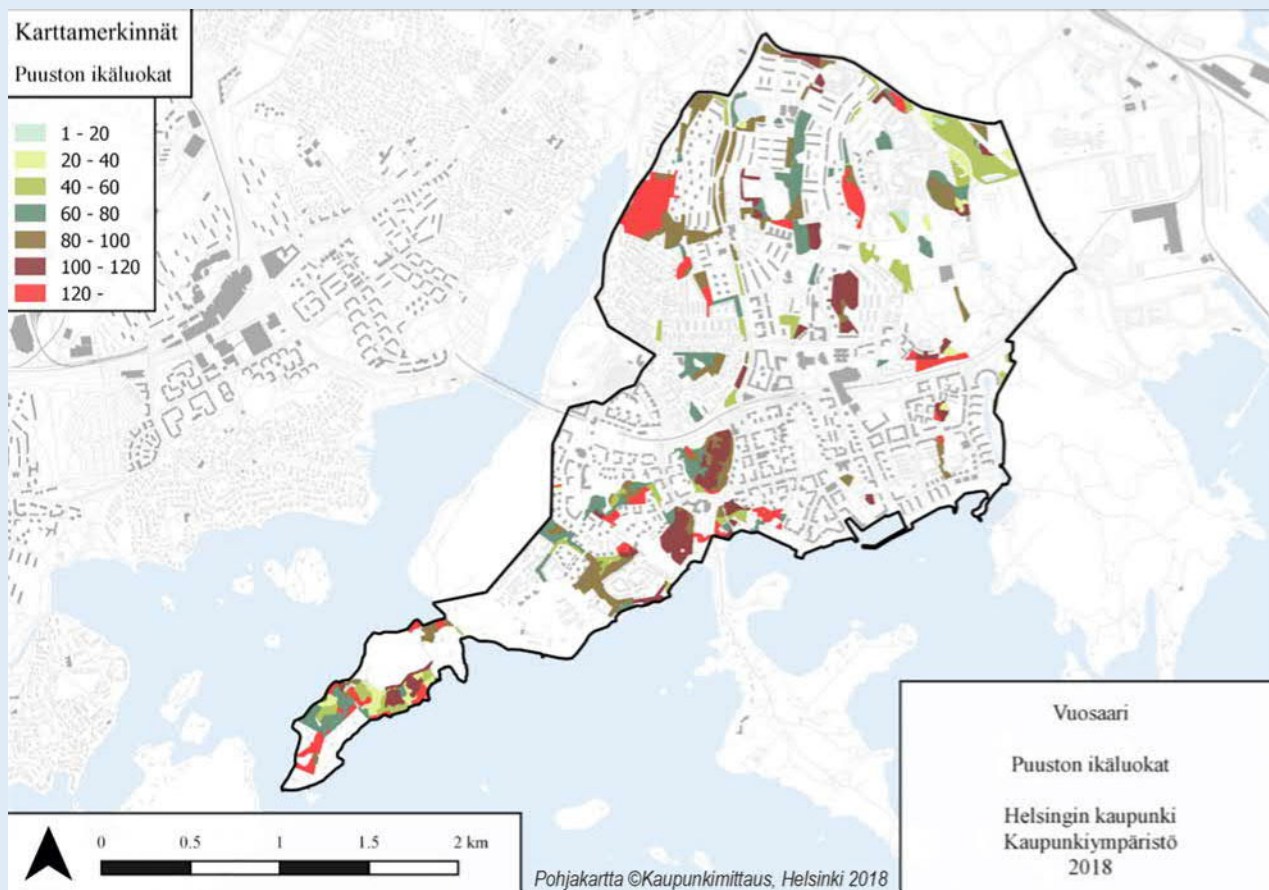 Karttamerkinnät
Puuston ikäluokat
1 - 20
20 - 40
40 - 60
60 - 80
80 - 100
100 - 120
120 -
0 0.5 1 1.5 2 km
Pohjakartta ©Kaupunkimittaus, Helsinki 2018
Vuosaari
Puuston ikäluokat
Helsingin kaupunki
Kaupunkiympäristö
2018